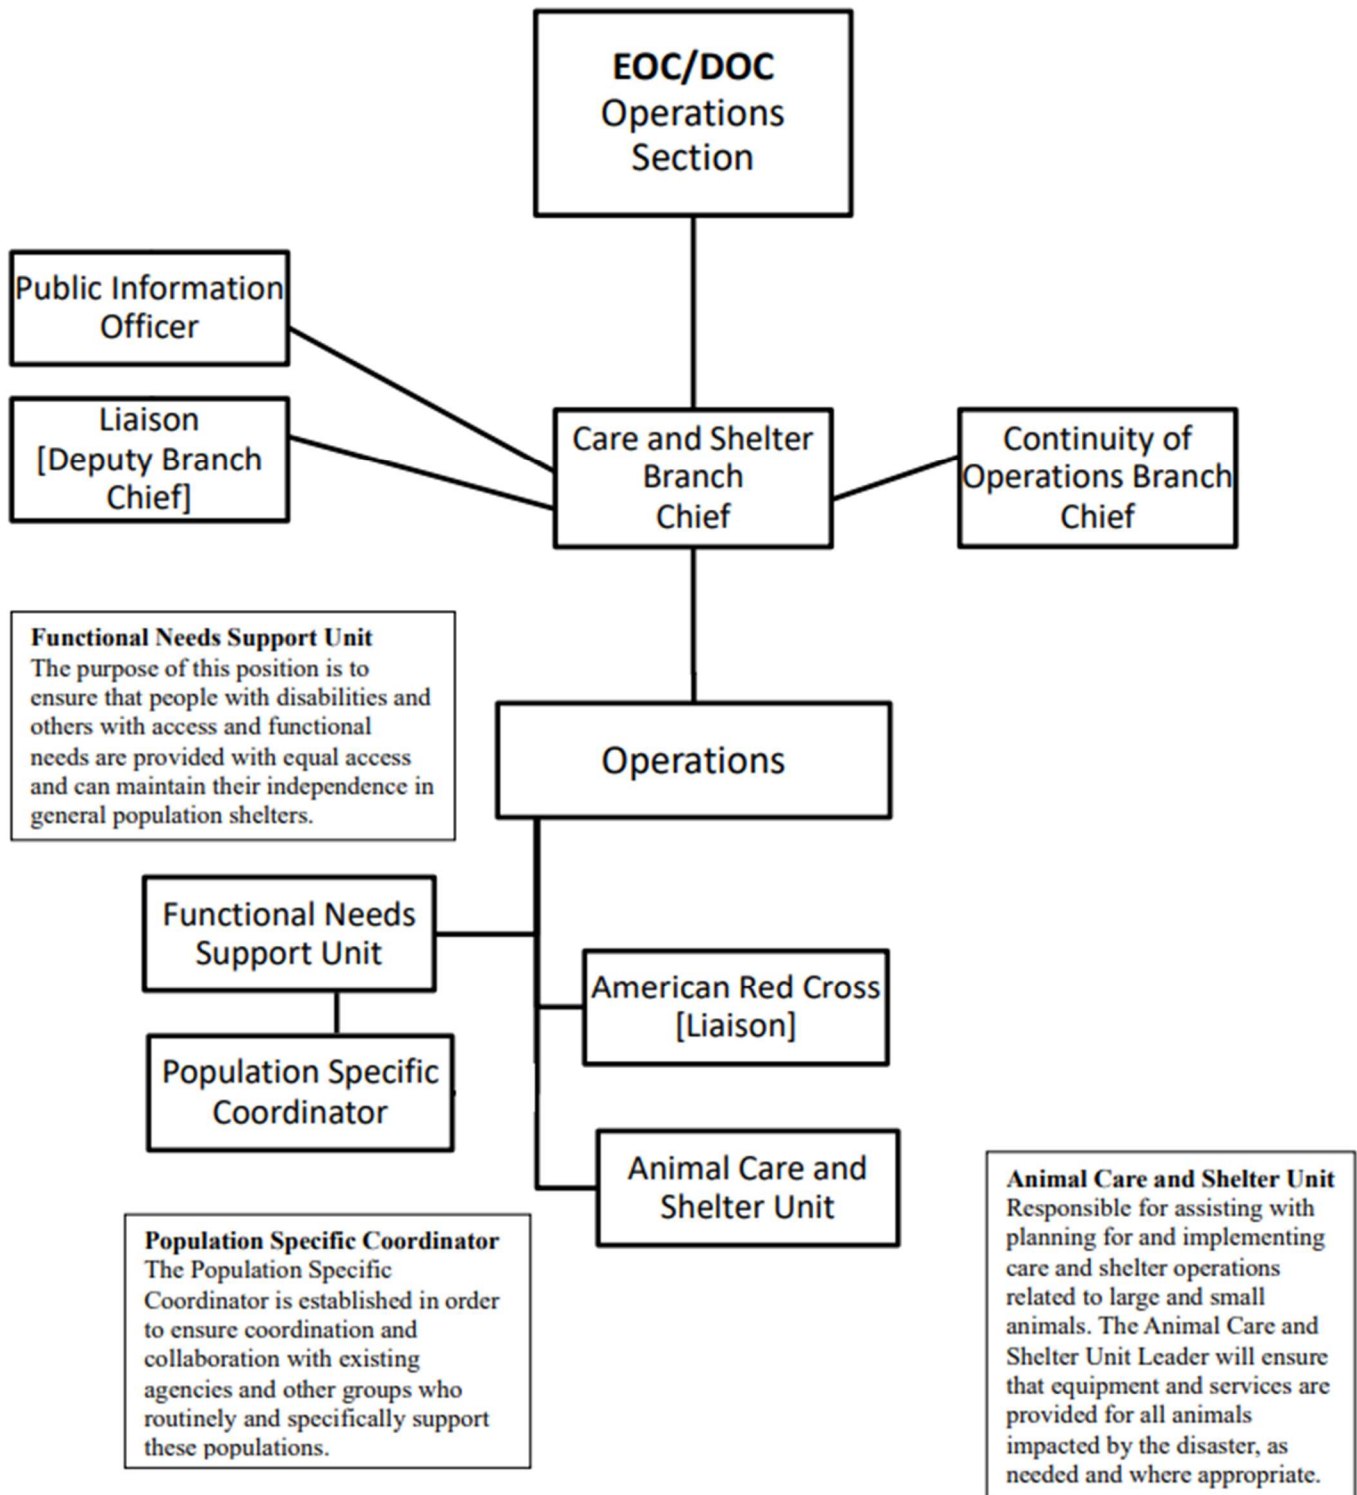 EOC/DOC
Operations
Section
Public Information
Officer
Liaison
[Deputy Branch
Chief]
Care and Shelter
Branch
Chief
Continuity of
Operations Branch
Chief
Functional Needs Support Unit
The purpose of this position is to
ensure that people with disabilities and
others with access and functional
needs are provided with equal access
and can maintain their independence in
general population shelters.
Operations
Functional Needs
Support Unit
American Red Cross
[Liaison]
Population Specific
Coordinator
Animal Care and
Shelter Unit
Population Specific Coordinator
The Population Specific
Coordinator is established in order
to ensure coordination and
collaboration with existing
agencies and other groups who
routinely and specifically support
these populations.
Animal Care and Shelter Unit
Responsible for assisting with
planning for and implementing
care and shelter operations
related to large and small
animals. The Animal Care and
Shelter Unit Leader will ensure
that equipment and services are
provided for all animals
impacted by the disaster, as
needed and where appropriate.